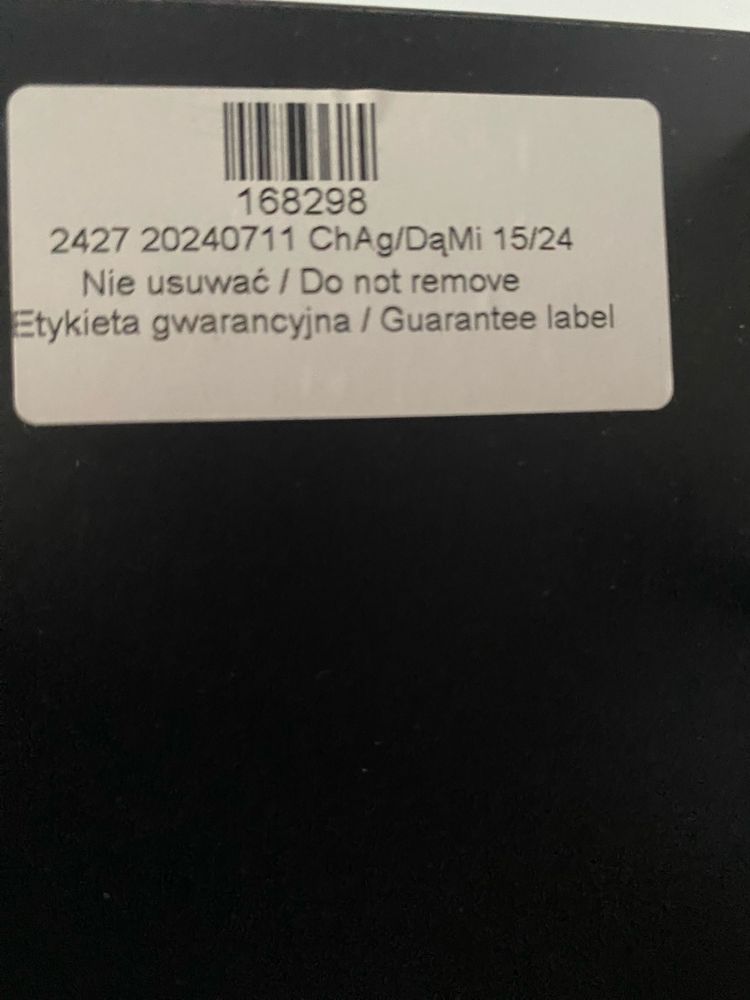 168298
2427 20240711 ChAg/DąMi 15/24
Nie usuwać / Do not remove
Etykieta gwarancyjna / Guarantee label